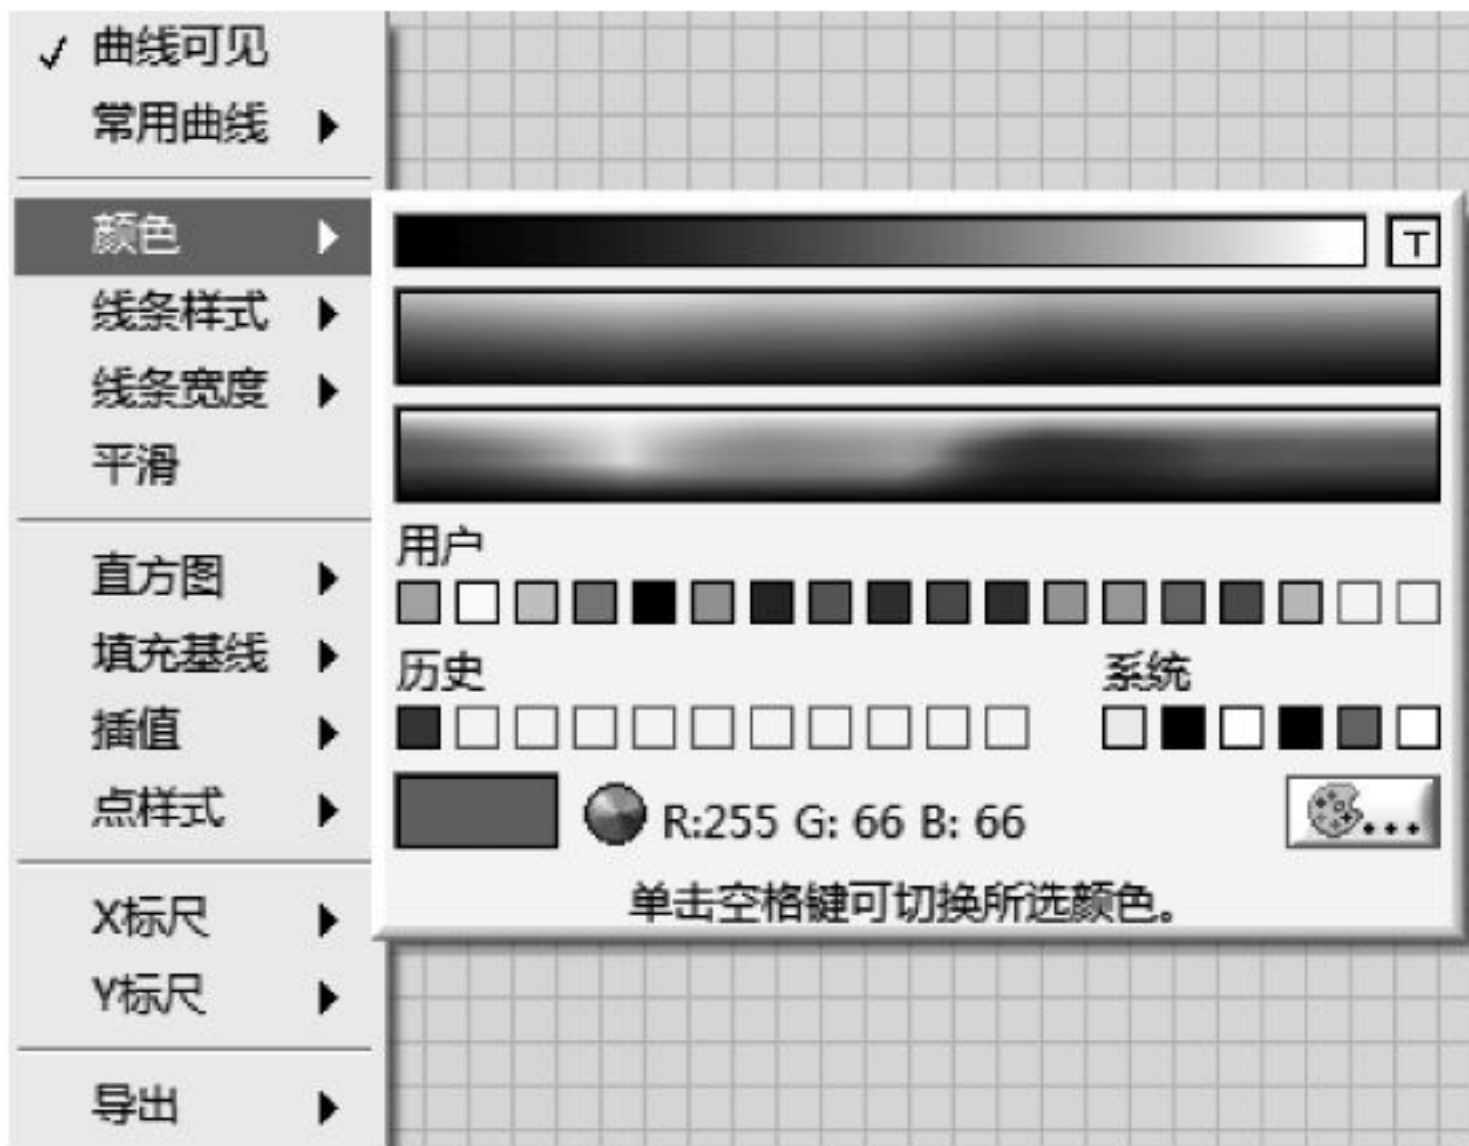 ✓ 曲线可见
常用曲线
颜色
T
线条样式
线条宽度
平滑
用户
直方图
填充基线
历史
系统
插值
点样式
R:255 G: 66 B: 66
...
单击空格键可切换所选颜色。
X标尺
Y标尺
导出